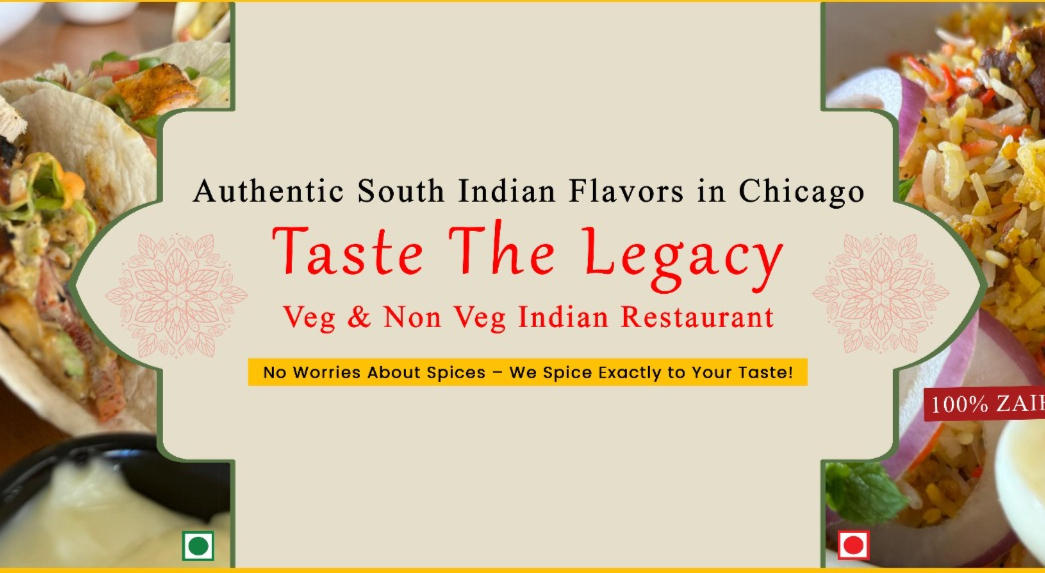 Authentic South Indian Flavors in Chicago
Taste The Legacy
Veg & Non Veg Indian Restaurant
No Worries About Spices – We Spice Exactly to Your Taste!
100%